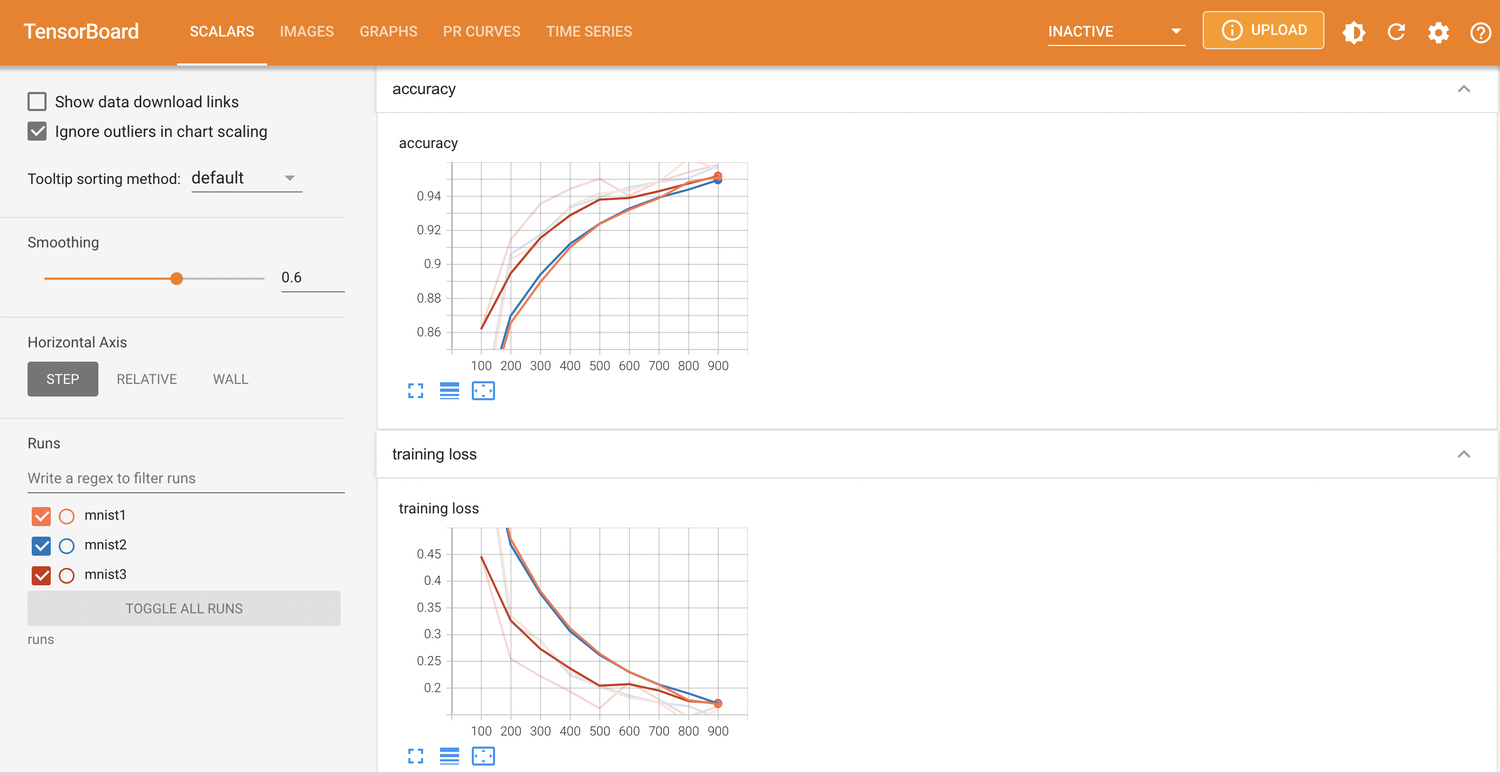 TensorBoard SCALARS IMAGES GRAPHS PR CURVES TIME SERIES INACTIVE UPLOAD
Show data download links
Ignore outliers in chart scaling
Tooltip sorting method: default
Smoothing
0.6
Horizontal Axis
STEP RELATIVE WALL
Runs
Write a regex to filter runs
mnist1
mnist2
mnist3
TOGGLE ALL RUNS
runs
accuracy
accuracy
0.94
0.92
0.9
0.88
0.86
100 200 300 400 500 600 700 800 900
training loss
training loss
0.45
0.4
0.35
0.3
0.25
0.2
100 200 300 400 500 600 700 800 900